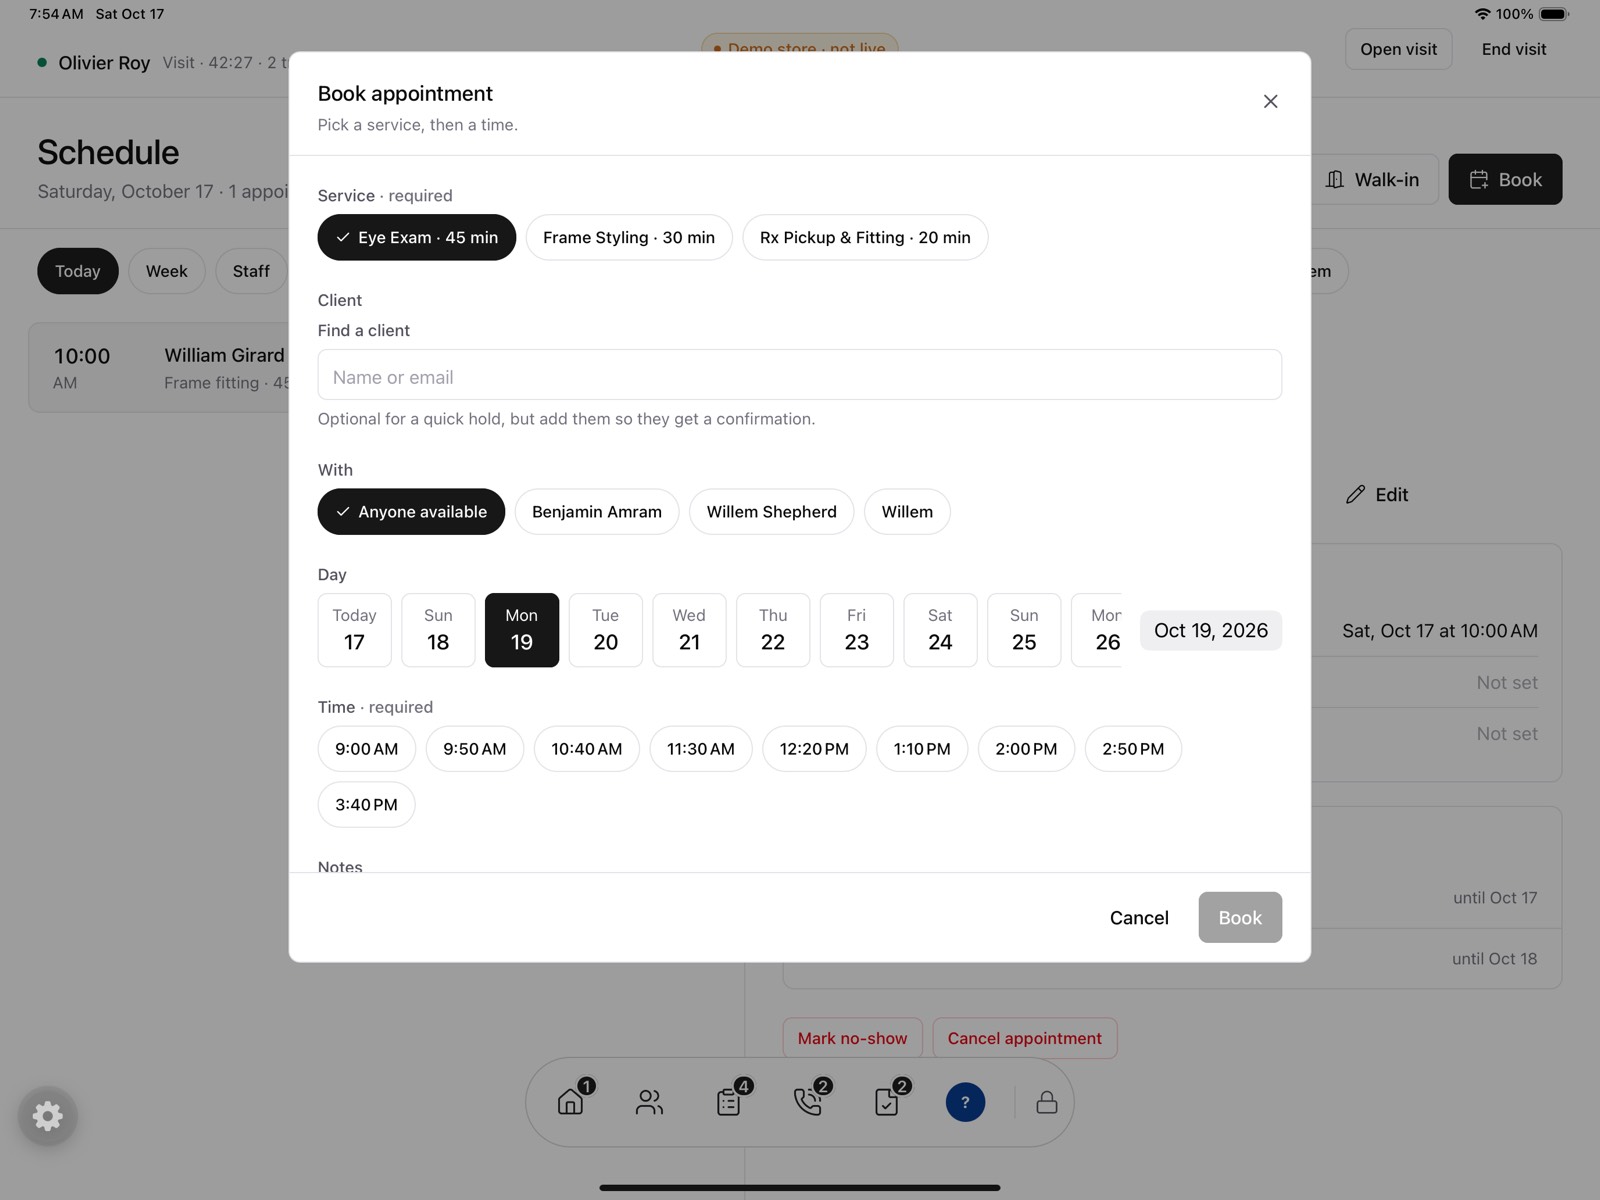 7:54 AM Sat Oct 17
100%
Olivier Roy Visit · 42:27 · 2 t
Demo store · not live
Open visit
End visit
Schedule
Saturday, October 17 · 1 appoi
Walk-in
Book
Today
Week
Staff
em
10:00
AM
William Girard
Frame fitting · 45
Book appointment
Pick a service, then a time.
Service · required
Eye Exam · 45 min
Frame Styling · 30 min
Rx Pickup & Fitting · 20 min
Client
Find a client
Name or email
Optional for a quick hold, but add them so they get a confirmation.
With
Anyone available
Benjamin Amram
Willem Shepherd
Willem
Day
Today 17
Sun 18
Mon 19
Tue 20
Wed 21
Thu 22
Fri 23
Sat 24
Sun 25
Mon 26
Oct 19, 2026
Time · required
9:00 AM
9:50 AM
10:40 AM
11:30 AM
12:20 PM
1:10 PM
2:00 PM
2:50 PM
3:40 PM
Notes
Cancel
Book
Edit
Sat, Oct 17 at 10:00 AM
Not set
Not set
until Oct 17
until Oct 18
Mark no-show
Cancel appointment
1
4
2
2
?